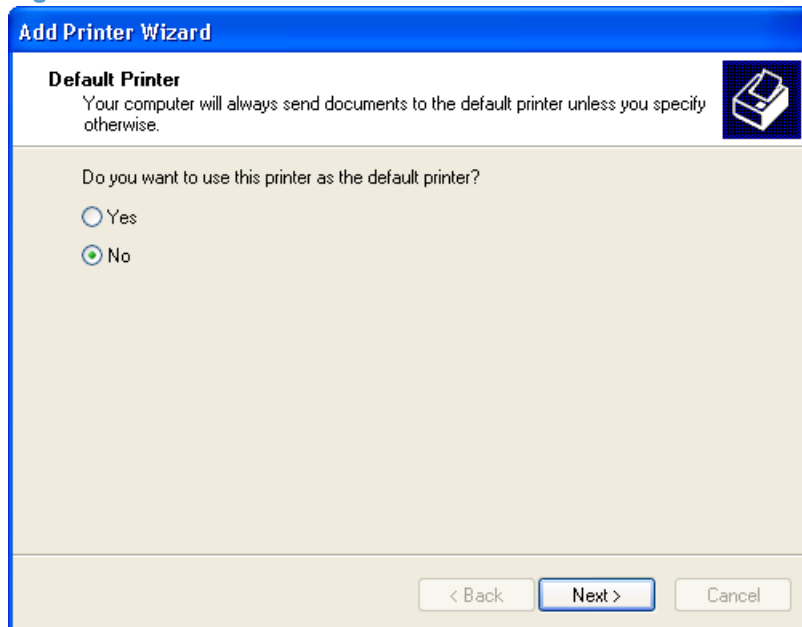 Add Printer Wizard
Default Printer
Your computer will always send documents to the default printer unless you specify
otherwise.
Do you want to use this printer as the default printer?
Yes
No
< Back
Next >
Cancel